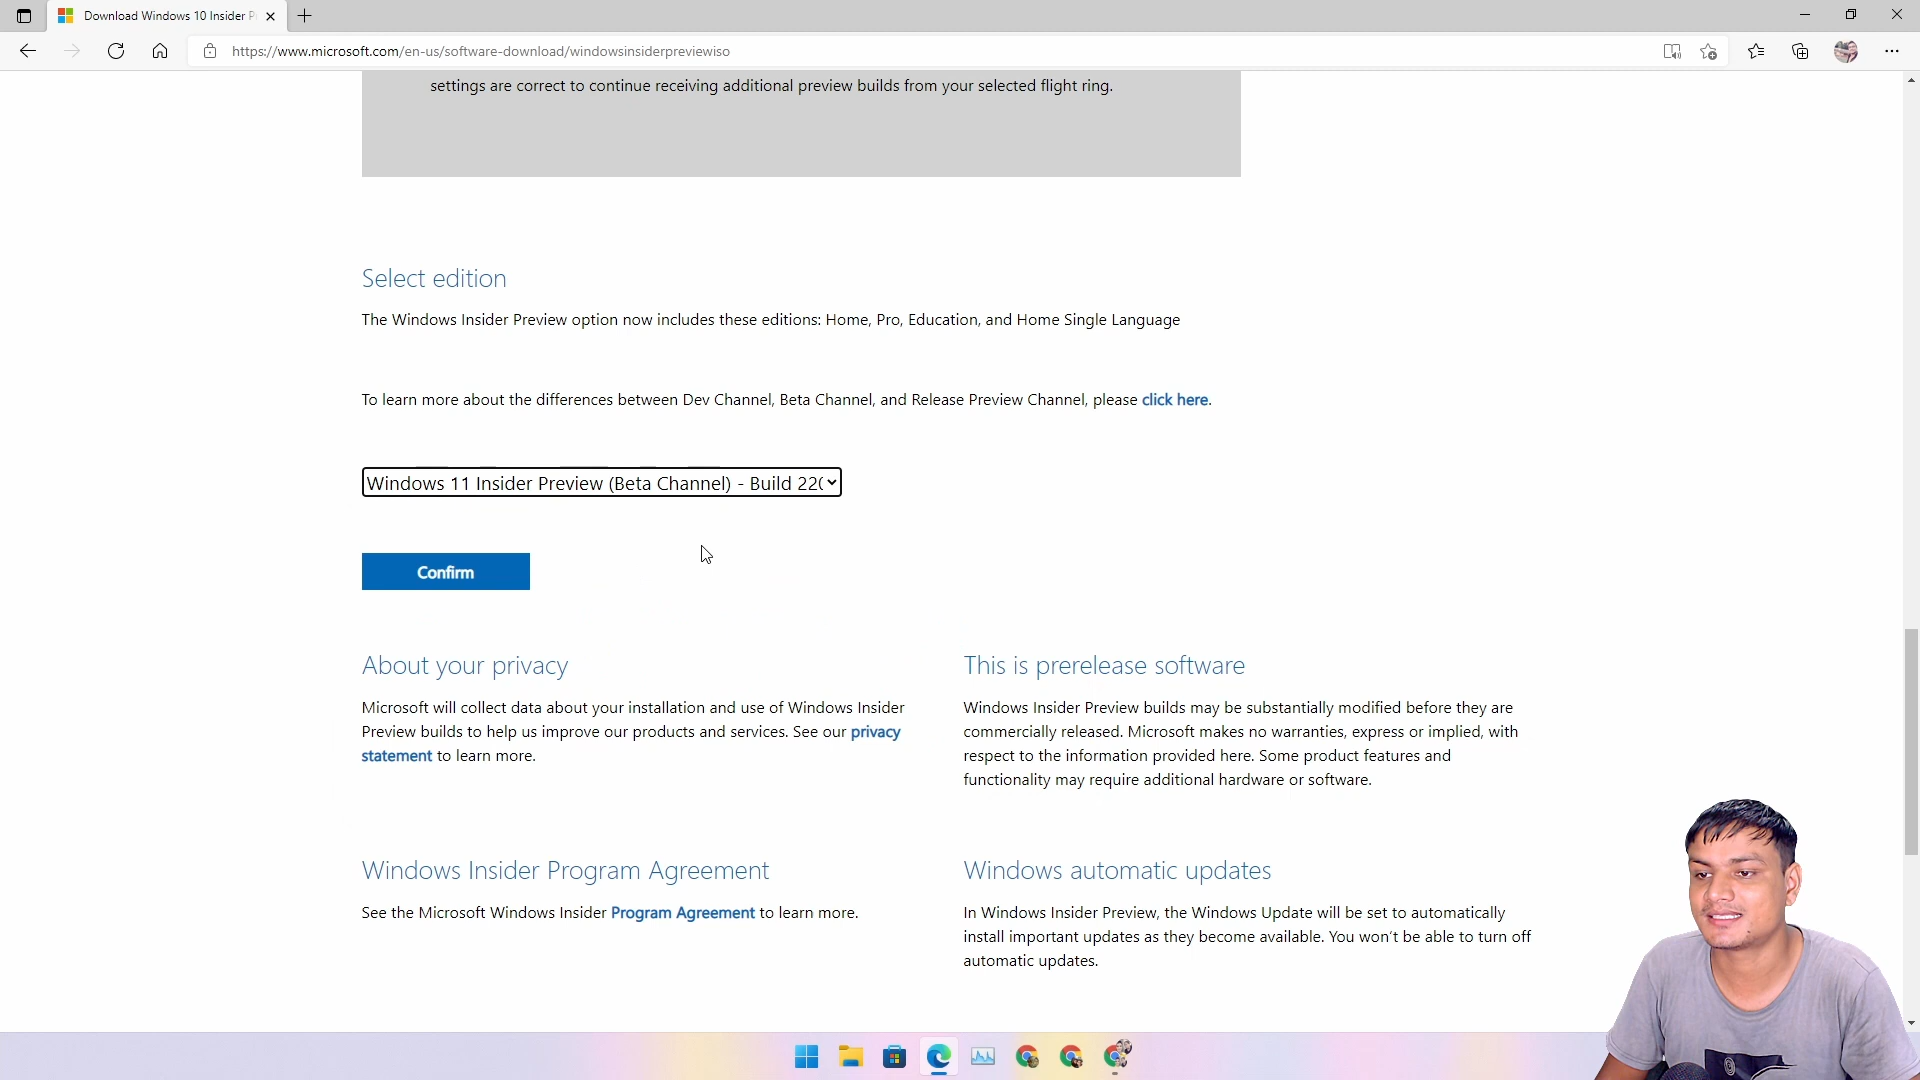 Download Windows 10 Insider P
https://www.microsoft.com/en-us/software-download/windowsinsiderpreviewiso
settings are correct to continue receiving additional preview builds from your selected flight ring.
Select edition
The Windows Insider Preview option now includes these editions: Home, Pro, Education, and Home Single Language
To learn more about the differences between Dev Channel, Beta Channel, and Release Preview Channel, please click here.
Windows 11 Insider Preview (Beta Channel) - Build 220
Confirm
About your privacy
Microsoft will collect data about your installation and use of Windows Insider
Preview builds to help us improve our products and services. See our privacy
statement to learn more.
This is prerelease software
Windows Insider Preview builds may be substantially modified before they are
commercially released. Microsoft makes no warranties, express or implied, with
respect to the information provided here. Some product features and
functionality may require additional hardware or software.
Windows Insider Program Agreement
See the Microsoft Windows Insider Program Agreement to learn more.
Windows automatic updates
In Windows Insider Preview, the Windows Update will be set to automatically
install important updates as they become available. You won't be able to turn off
automatic updates.